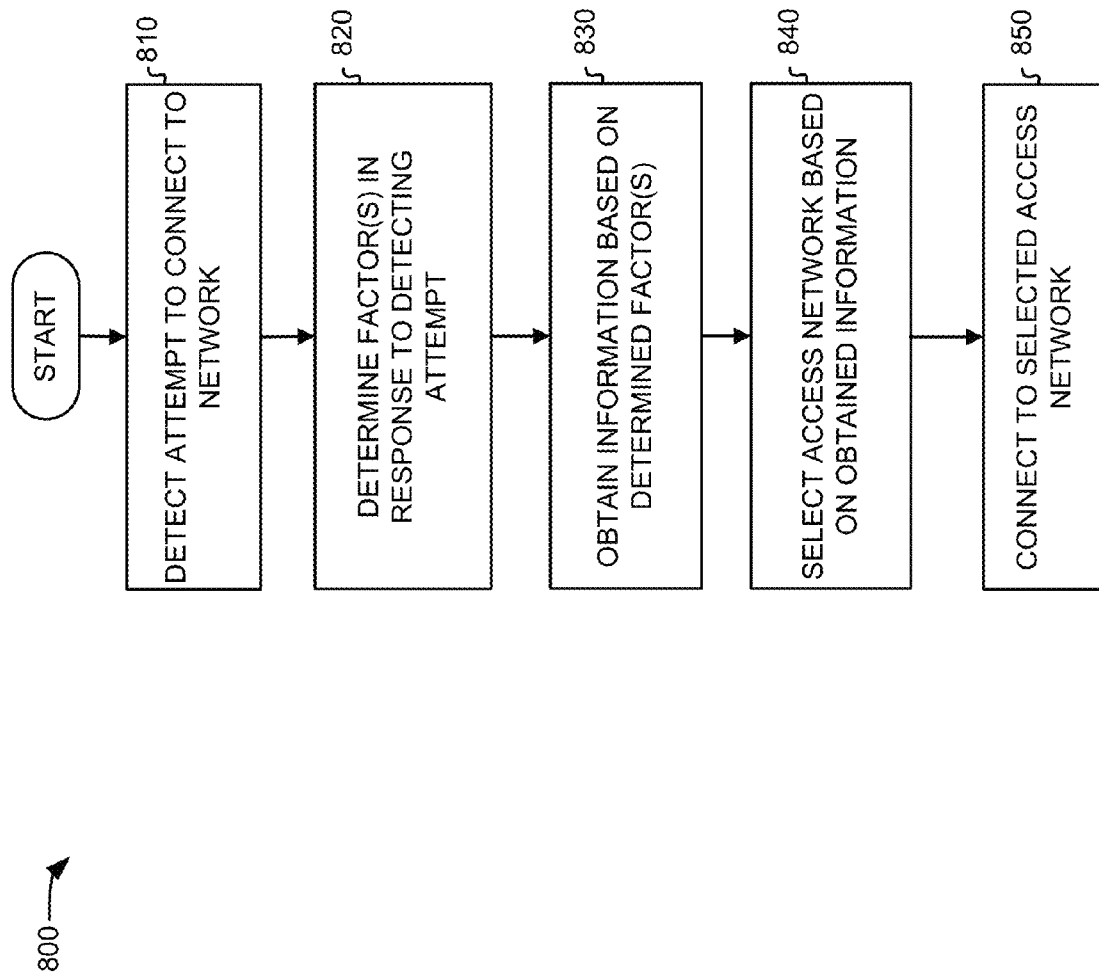 800
START
810
DETECT ATTEMPT TO CONNECT TO
NETWORK
820
DETERMINE FACTOR(S) IN
RESPONSE TO DETECTING
ATTEMPT
830
OBTAIN INFORMATION BASED ON
DETERMINED FACTOR(S)
840
SELECT ACCESS NETWORK BASED
ON OBTAINED INFORMATION
850
CONNECT TO SELECTED ACCESS
NETWORK